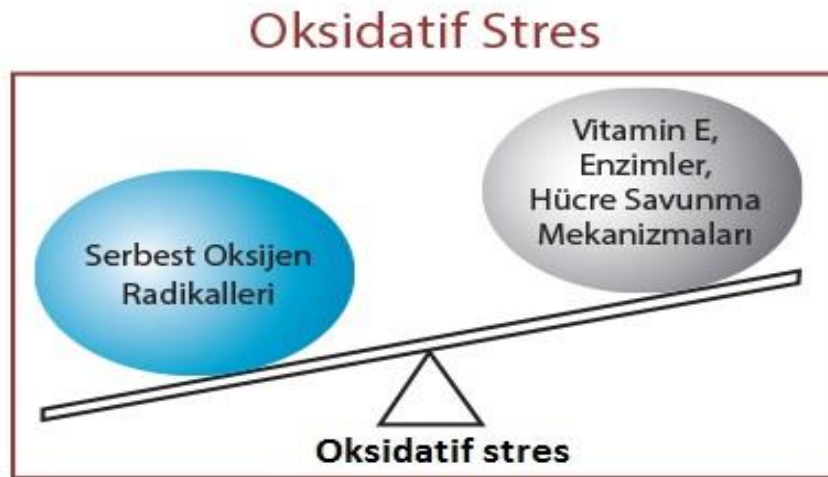 Oksidatif Stres
Vitamin E,
Enzimler,
Hücre Savunma
Mekanizmaları
Serbest Oksijen
Radikalleri
Oksidatif stres